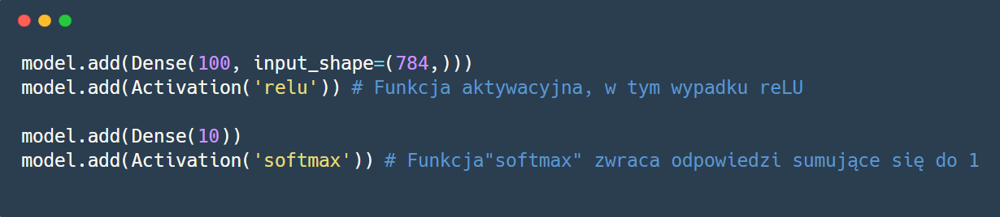 model.add(Dense(100, input_shape=(784,)))
model.add(Activation('relu')) # Funkcja aktywacyjna, w tym wypadku reLU
model.add(Dense(10))
model.add(Activation('softmax')) # Funkcja"softmax" zwraca odpowiedzi sumujące się do 1